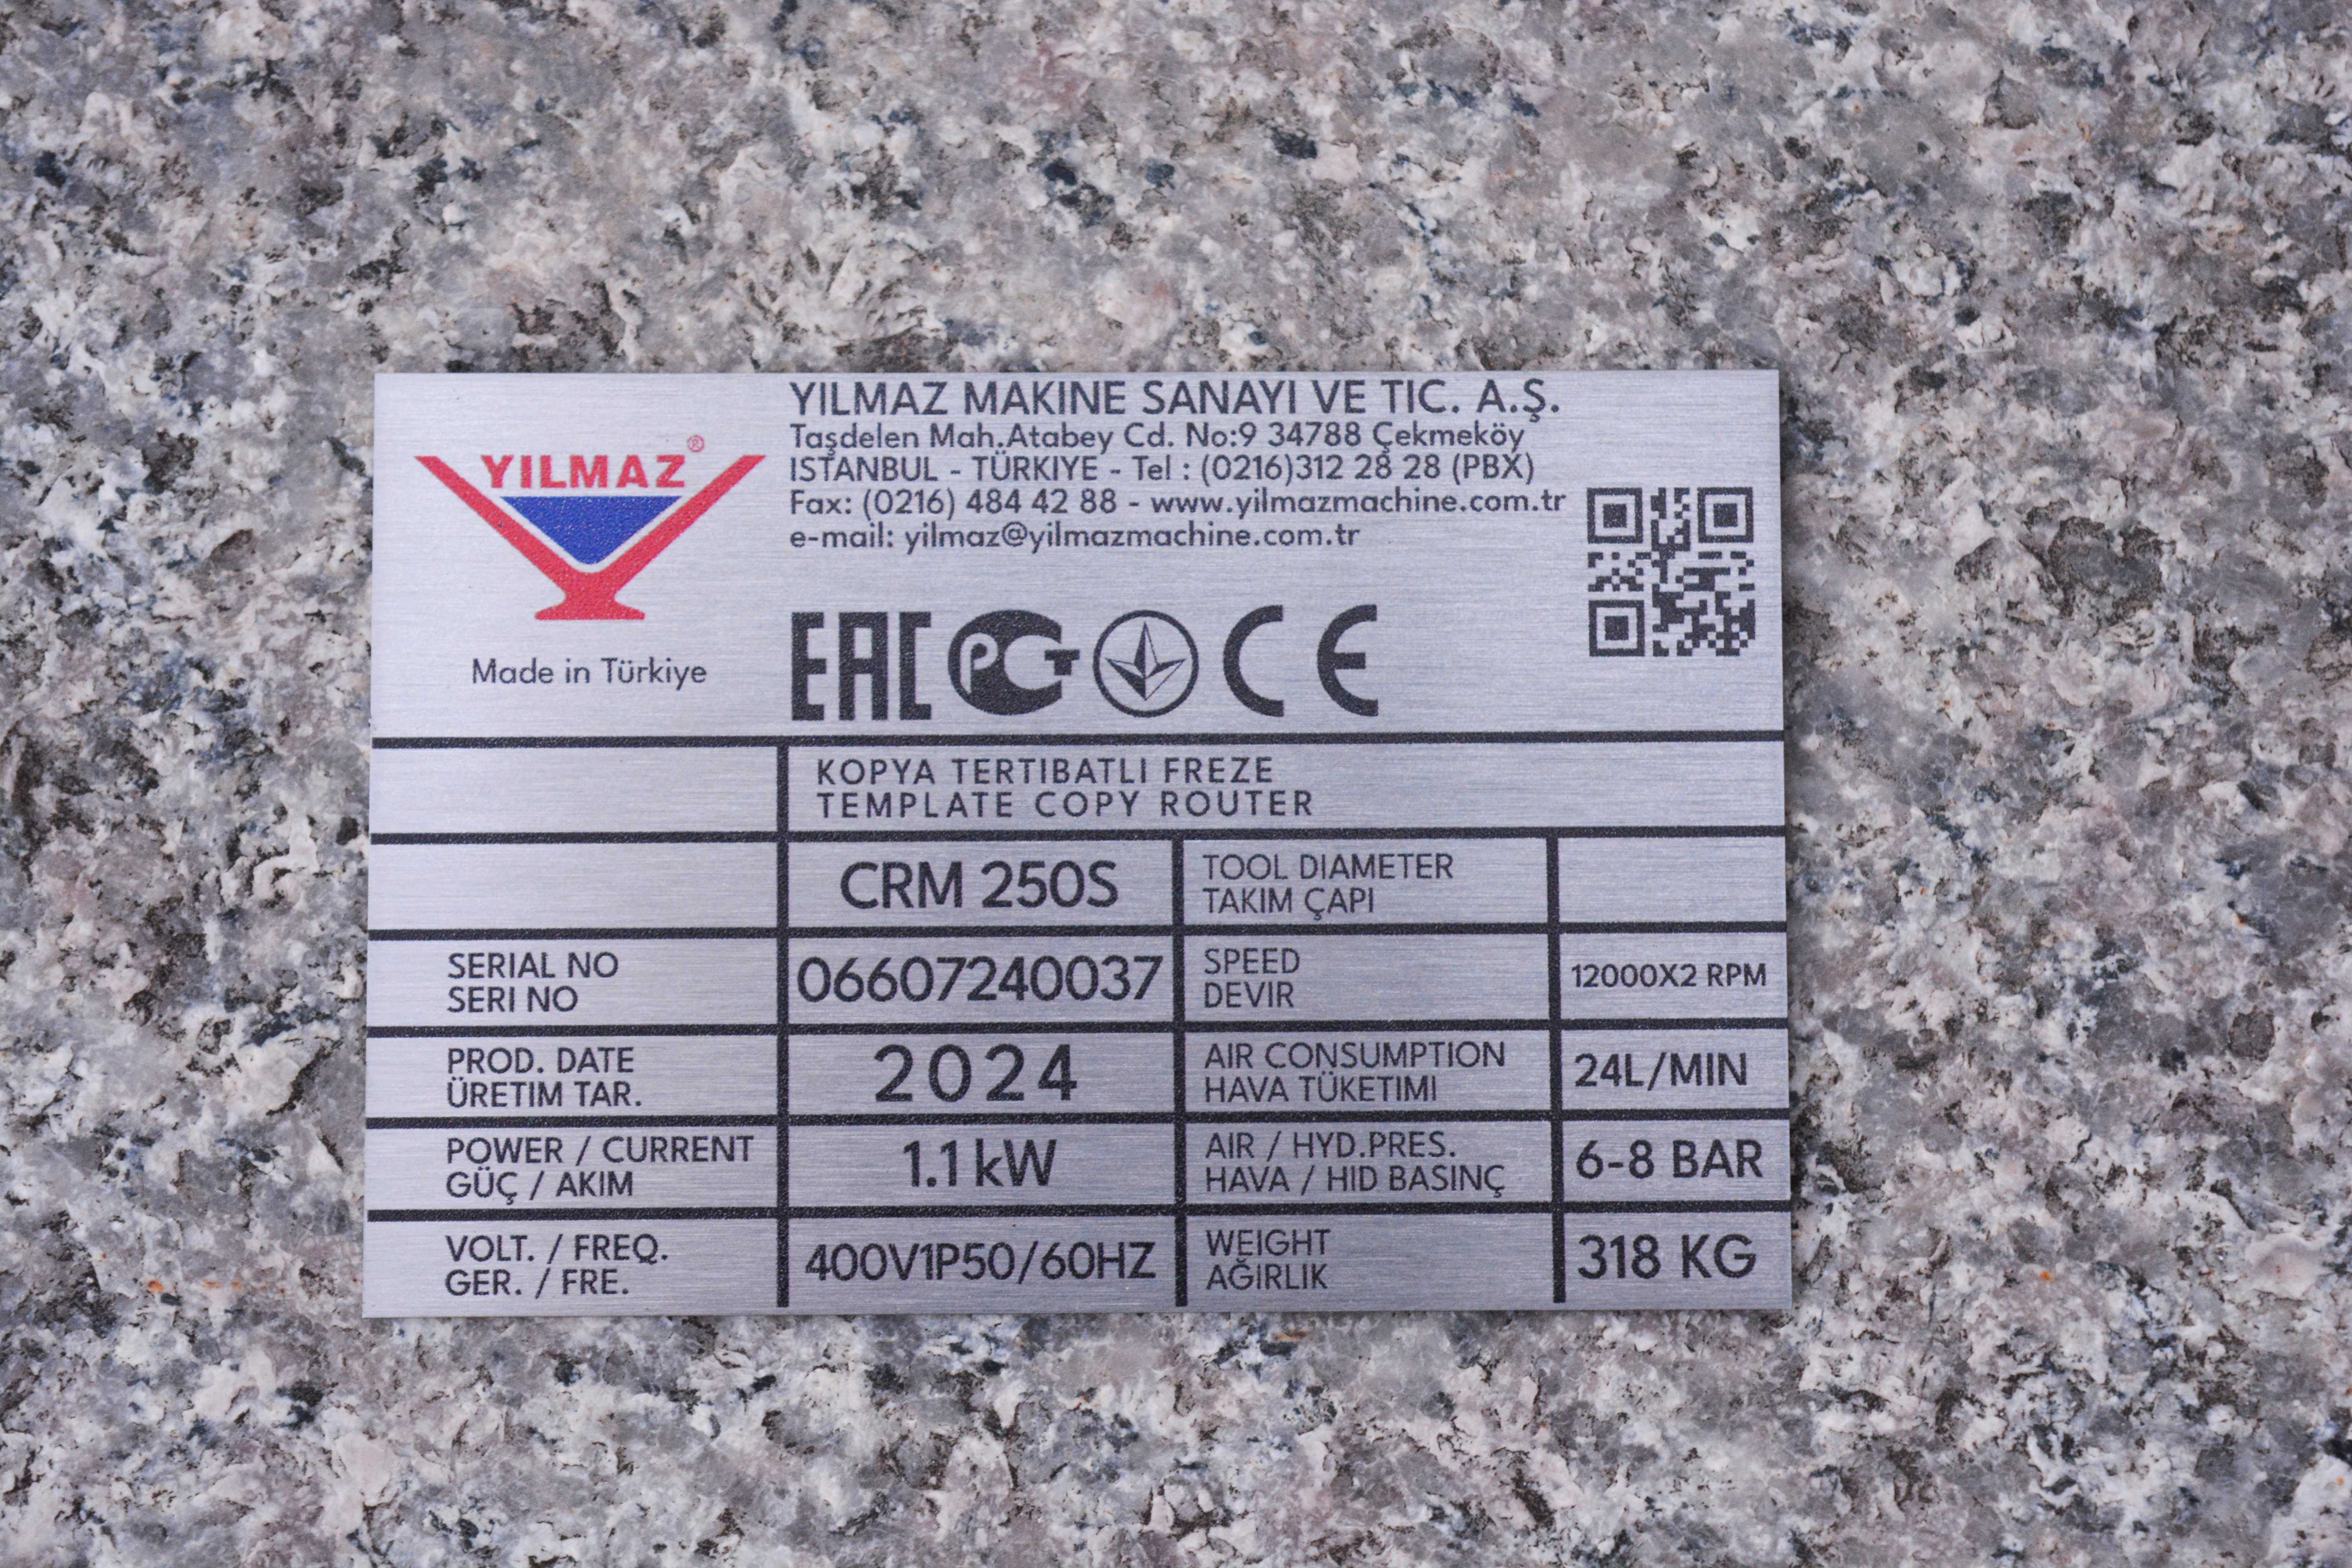 YILMAZ®
Made in Türkiye
YILMAZ MAKINE SANAYI VE TIC. A.Ş.
Taşdelen Mah.Atabey Cd. No:9 34788 Çekmeköy
ISTANBUL - TÜRKIYE - Tel : (0216)312 28 28 (PBX)
Fax: (0216) 484 42 88 - www.yilmazmachine.com.tr
e-mail: yilmaz@yilmazmachine.com.tr
EAC PCT CE
KOPYA TERTIBATLI FREZE
TEMPLATE COPY ROUTER
CRM 250S
TOOL DIAMETER
TAKIM ÇAPI
SERIAL NO
SERI NO
06607240037
SPEED
DEVIR
12000X2 RPM
PROD. DATE
ÜRETIM TAR.
2024
AIR CONSUMPTION
HAVA TÜKETIMI
24L/MIN
POWER / CURRENT
GÜÇ / AKIM
1.1 kW
AIR / HYD.PRES.
HAVA / HID BASINÇ
6-8 BAR
VOLT. / FREQ.
GER. / FRE.
400V1P50/60HZ
WEIGHT
AĞIRLIK
318 KG